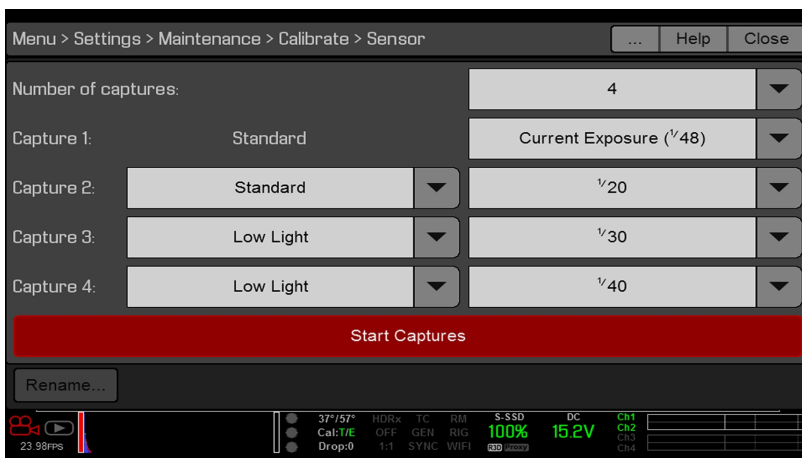 Menu > Settings > Maintenance > Calibrate > Sensor ... Help Close
Number of captures: 4
Capture 1: Standard Current Exposure (1/48)
Capture 2: Standard 1/20
Capture 3: Low Light 1/30
Capture 4: Low Light 1/40
Start Captures
Rename...
37°/57° HDRx TC RM S-SSD DC Ch1
Cal:T/E OFF GEN RIG 100% 15.2V Ch2
Ch3
23.98FPS Drop:0 1:1 SYNC WIFI R3D Proxy Ch4